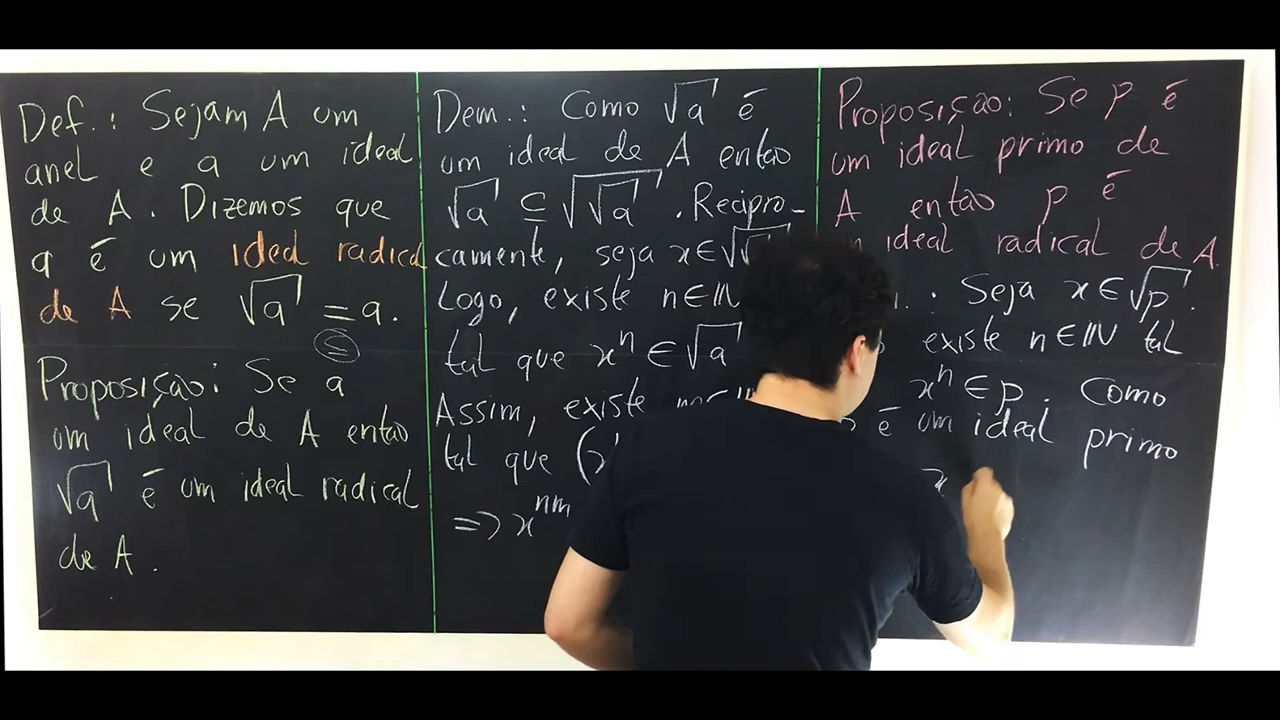 Def.: Sejam A um
anel e a um ideal
de A. Dizemos que
a é um ideal radical
de A se √a = a.
⊆
Proposição: Se a
um ideal de A então
√a é um ideal radical
de A.
Dem.: Como √a é
um ideal de A então
√a ⊆ √√a. Recipro-
camente, seja x ∈ √√
Logo, existe n ∈ IN
tal que xⁿ ∈ √a
Assim, existe m ∈
tal que (x
=> xⁿᵐ
Proposição: Se p é
um ideal primo de
A então p é
ideal radical de A.
: Seja x ∈ √p.
existe n ∈ IN tal
xⁿ ∈ p. Como
é um ideal primo
x